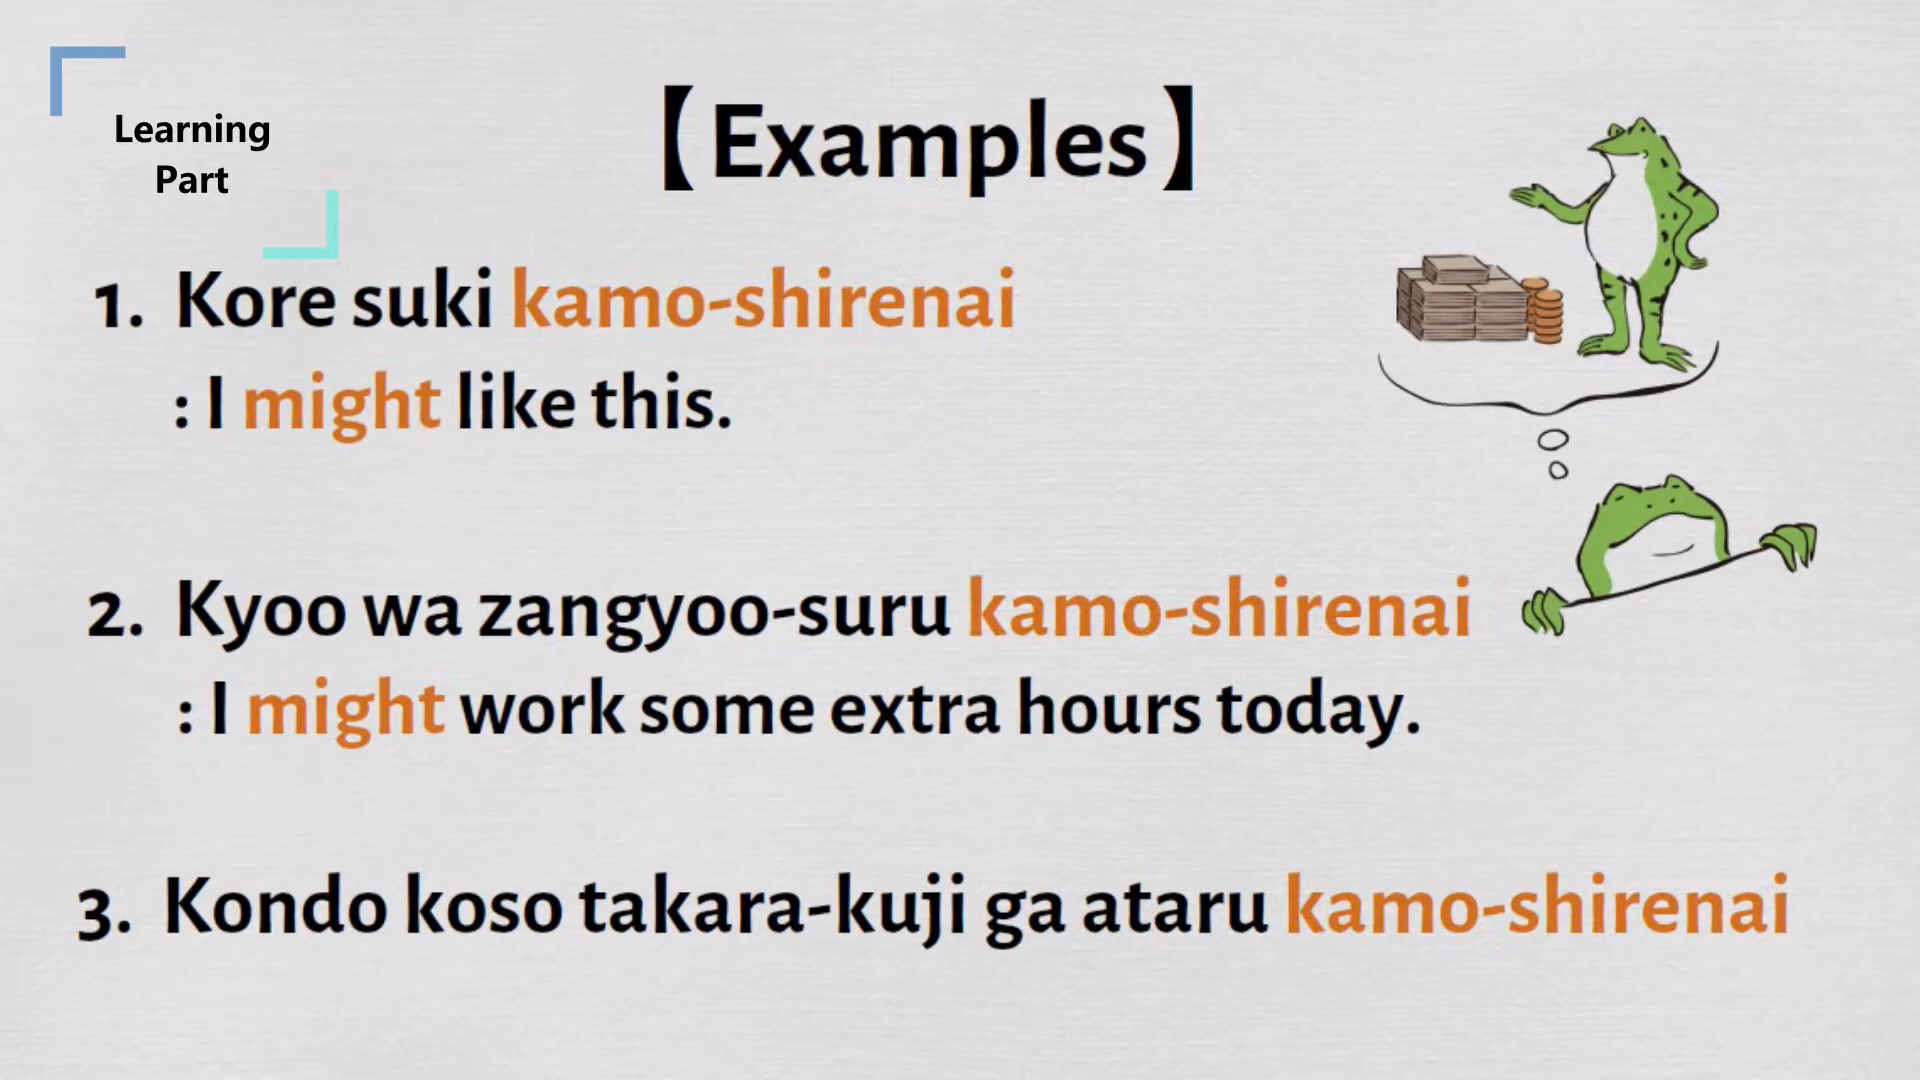 Learning
Part
【Examples】
1. Kore suki kamo-shirenai
: I might like this.
2. Kyoo wa zangyoo-suru kamo-shirenai
: I might work some extra hours today.
3. Kondo koso takara-kuji ga ataru kamo-shirenai